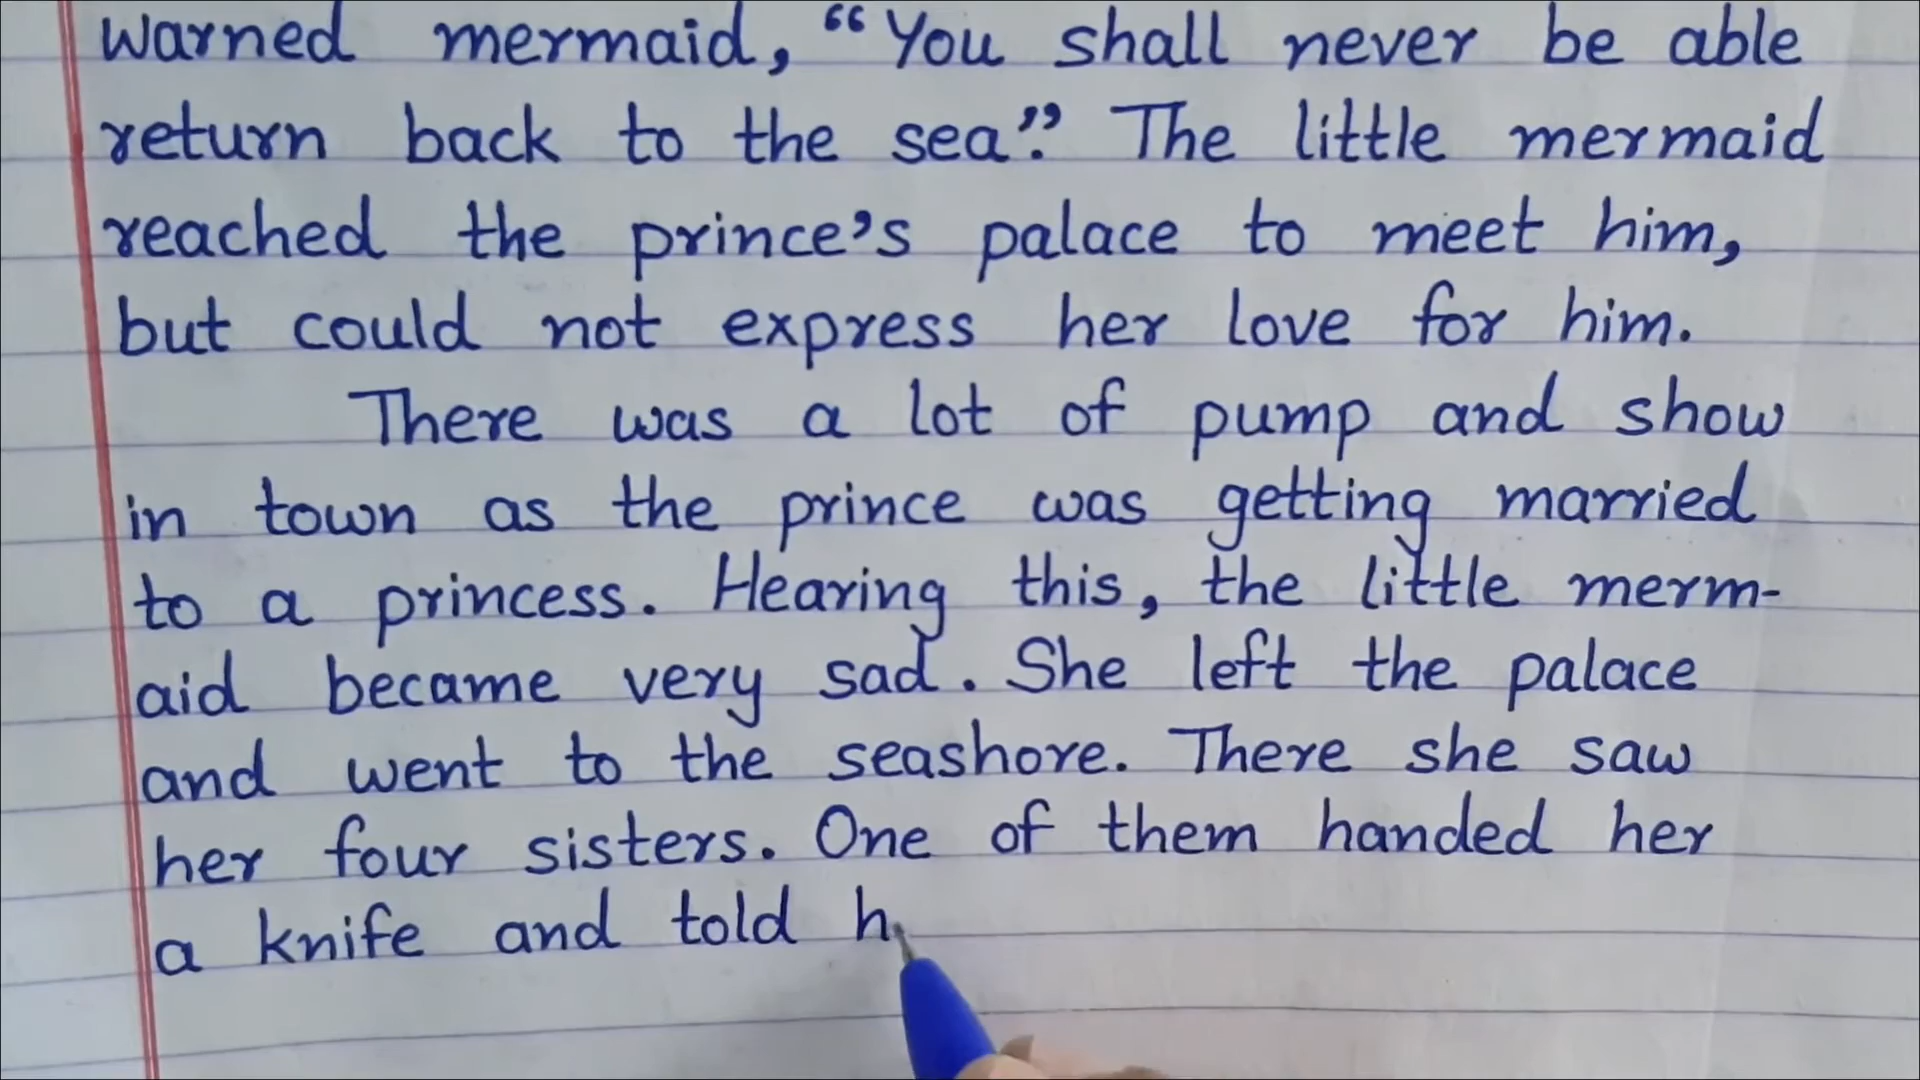 warned mermaid, "You shall never be able
return back to the sea". The little mermaid
reached the prince's palace to meet him,
but could not express her love for him.
There was a lot of pump and show
in town as the prince was getting married
to a princess. Hearing this, the little merm-
aid became very sad. She left the palace
and went to the seashore. There she saw
her four sisters. One of them handed her
a knife and told h